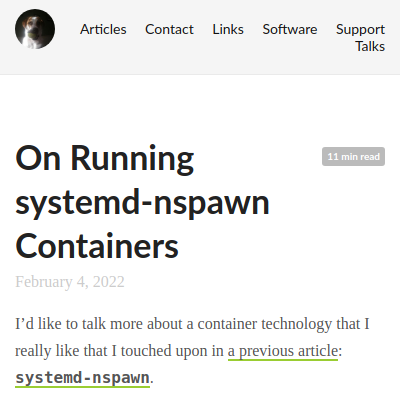 Articles Contact Links Software Support
Talks
On Running
11 min read
systemd-nspawn
Containers
February 4, 2022
I’d like to talk more about a container technology that I
really like that I touched upon in a previous article:
systemd-nspawn.